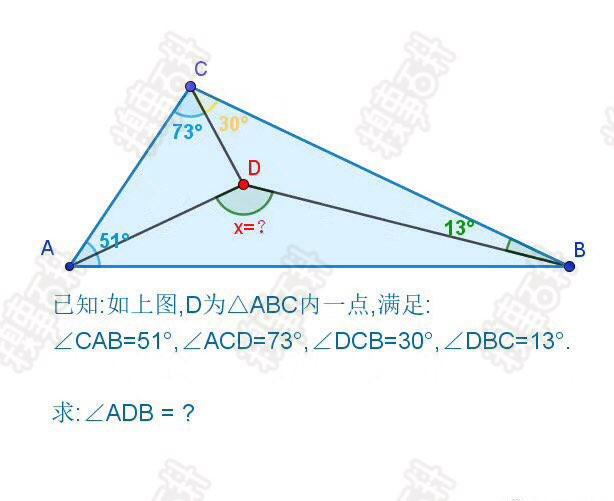 C
73° 30°
D
A 51° x=? 13° B
已知:如上图,D为△ABC内一点,满足:
∠CAB=51°,∠ACD=73°,∠DCB=30°,∠DBC=13°.
求:∠ADB = ?